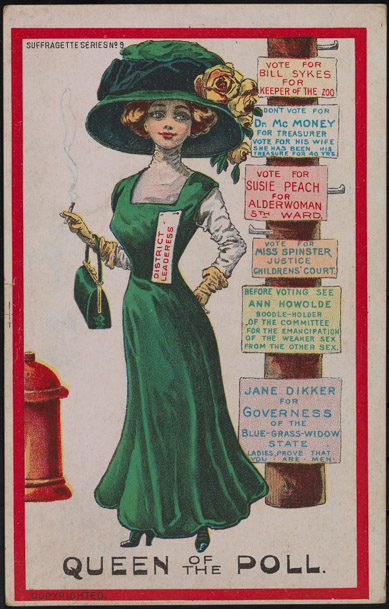 SUFFRAGETTE SERIES No 9
VOTE FOR
BILL SYKES
FOR
KEEPER OF THE ZOO
DON'T VOTE FOR
Dr. Mc MONEY
FOR TREASURER
VOTE FOR HIS WIFE
SHE HAS BEEN HIS
TREASURE FOR 40 YRS.
VOTE FOR
SUSIE PEACH
FOR
ALDERWOMAN
5TH WARD.
VOTE FOR
MISS SPINSTER
JUSTICE
CHILDRENS' COURT.
DISTRICT
LEADERESS
BEFORE VOTING SEE
ANN HOWOLDE
BOODLE-HOLDER
OF THE COMMITTEE
FOR THE EMANCIPATION
OF THE WEAKER SEX
FROM THE OTHER SEX.
JANE DIKKER
FOR
GOVERNESS
OF THE
BLUE-GRASS-WIDOW
STATE
LADIES, PROVE THAT
YOU - ARE - MEN -
QUEEN OF THE POLL.
COPYRIGHTED.